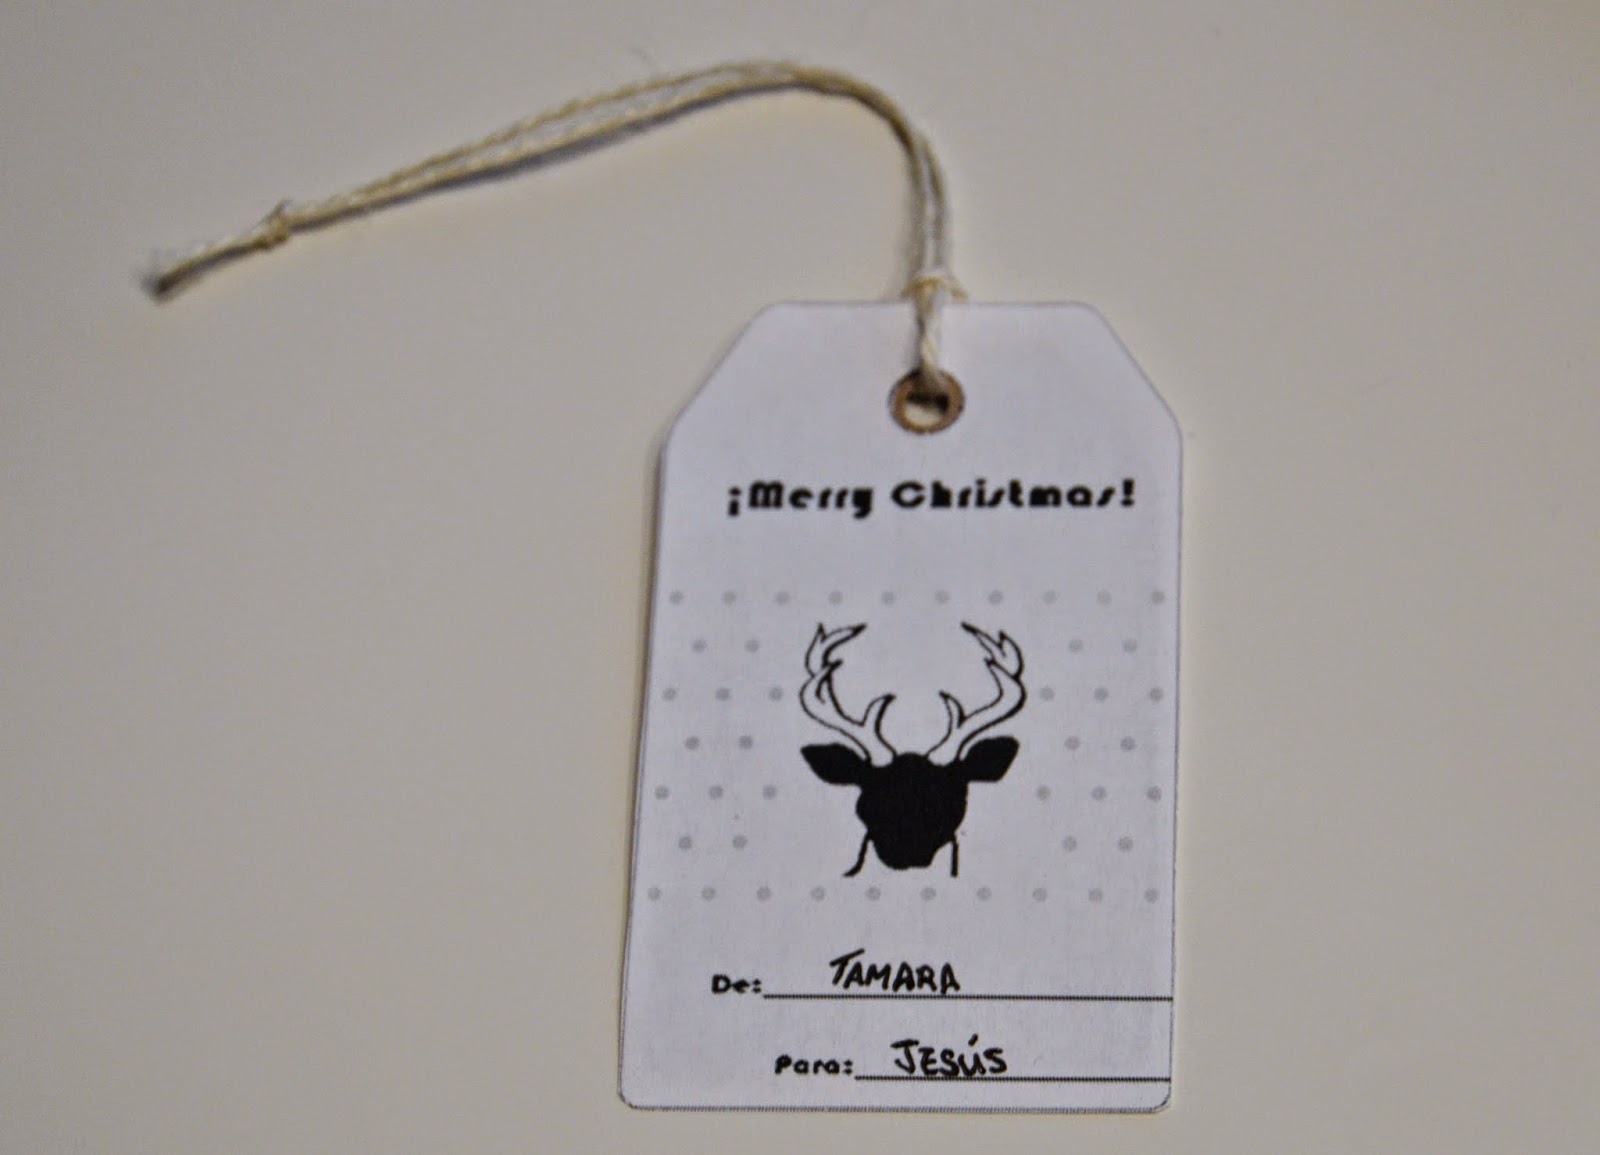 ¡Merry Christmas!
De: TAMARA
Para: JESÚS